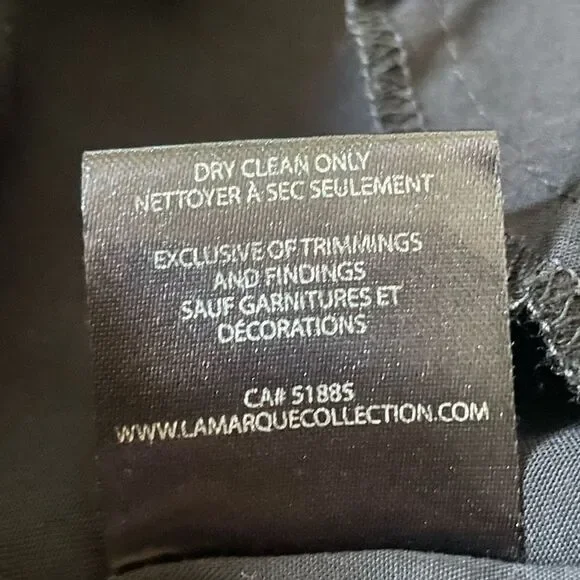 DRY CLEAN ONLY
NETTOYER A SEC SEULEMENT
EXCLUSIVE OF TRIMMINGS
AND FINDINGS
SAUF GARNITURES ET
DECORATIONS
CA# 51885
WWW.LAMARQUECOLLECTION.COM